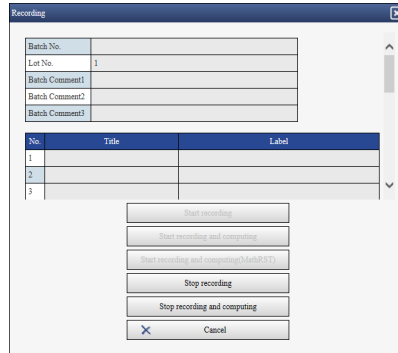 Recording
Batch No.
Lot No. 1
Batch Comment1
Batch Comment2
Batch Comment3
No. Title Label
1
2
3
Start recording
Start recording and computing
Start recording and computing(MathRST)
Stop recording
Stop recording and computing
Cancel